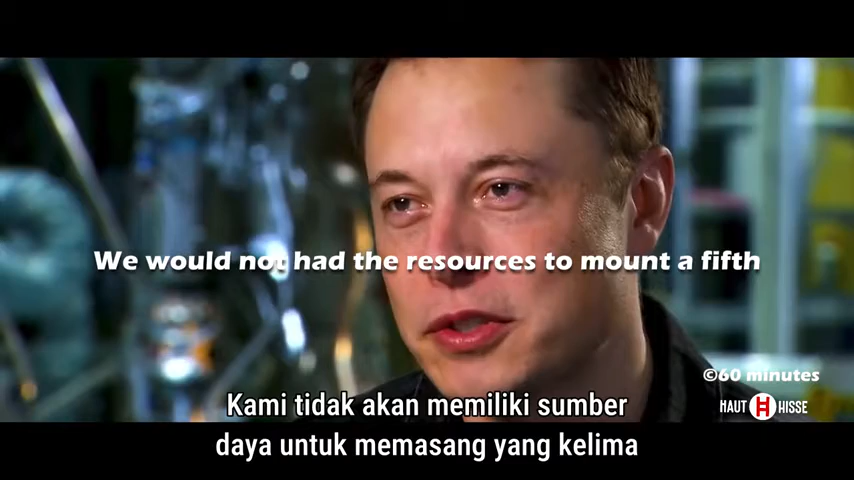 We would not had the resources to mount a fifth
©60 minutes
HAUT H HISSE
Kami tidak akan memiliki sumber
daya untuk memasang yang kelima